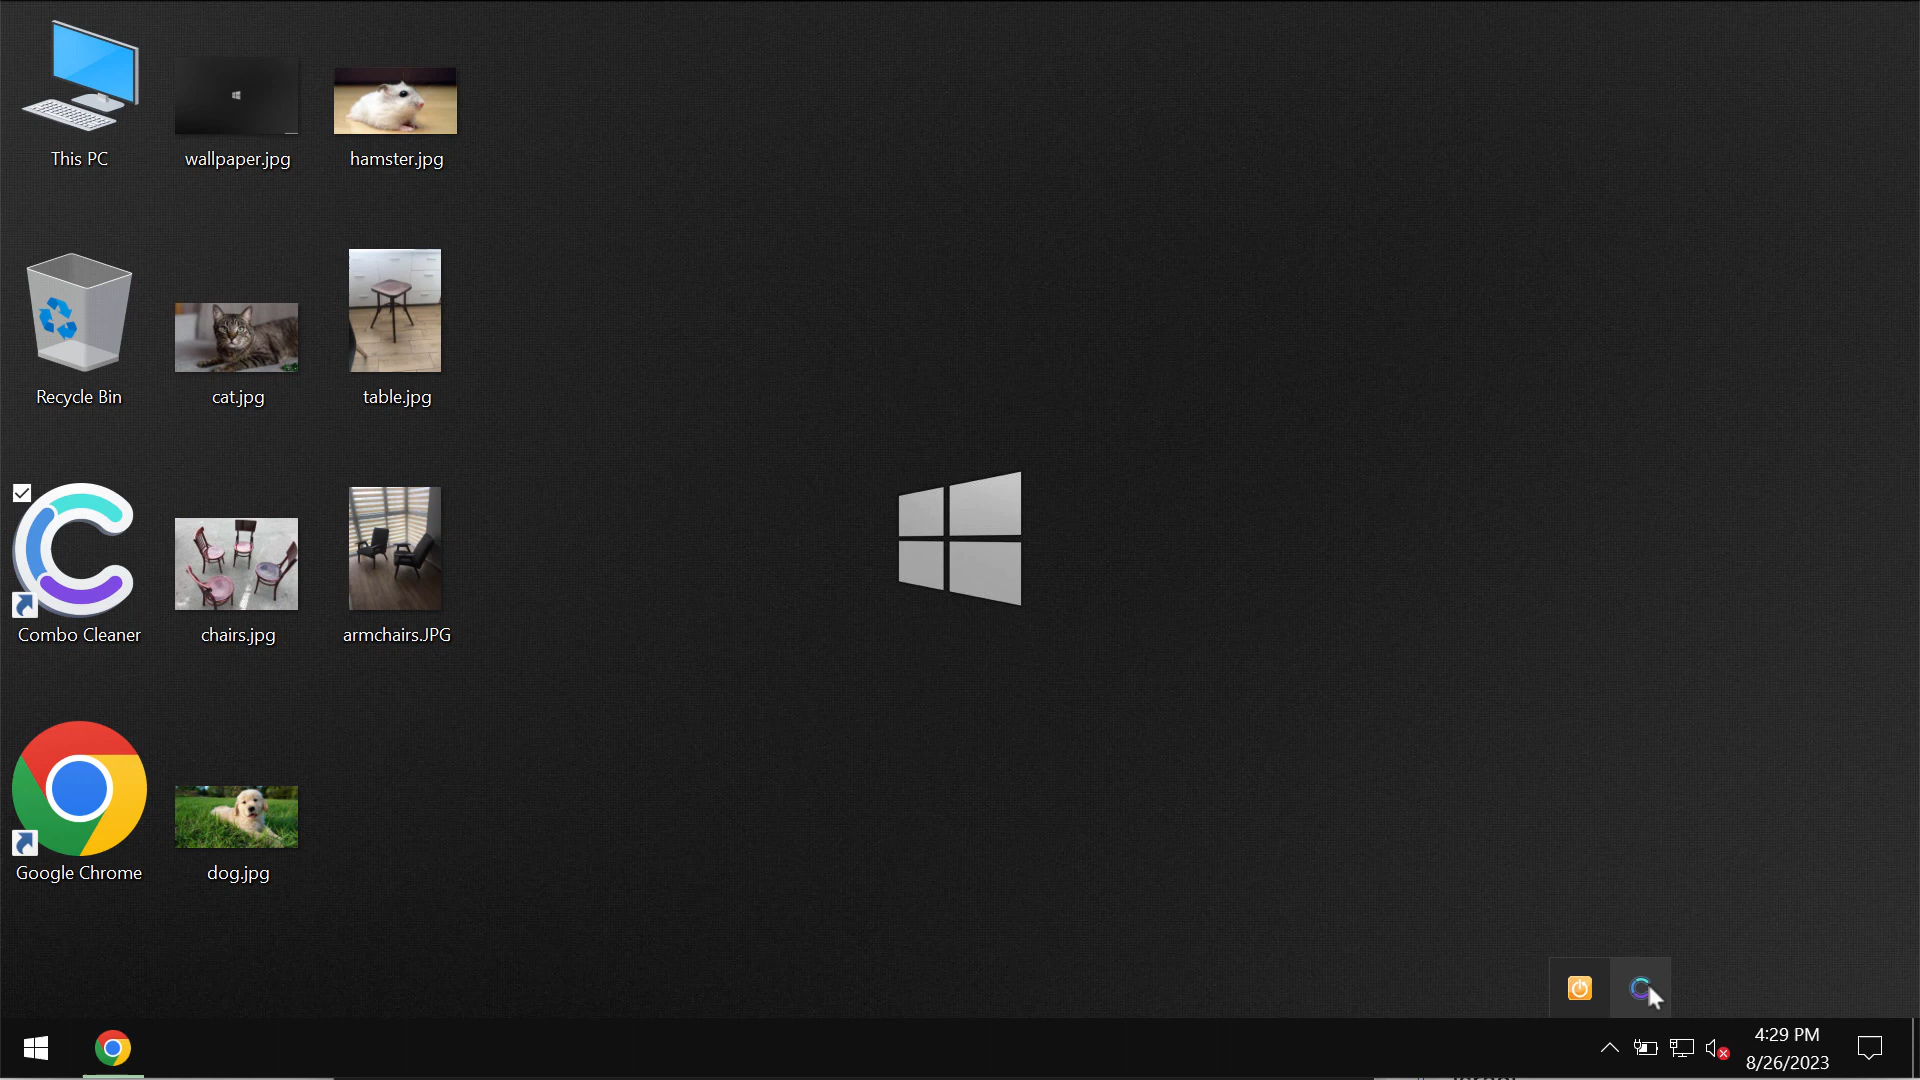 This PC
wallpaper.jpg
hamster.jpg
Recycle Bin
cat.jpg
table.jpg
Combo Cleaner
chairs.jpg
armchairs.JPG
Google Chrome
dog.jpg
4:29 PM
8/26/2023